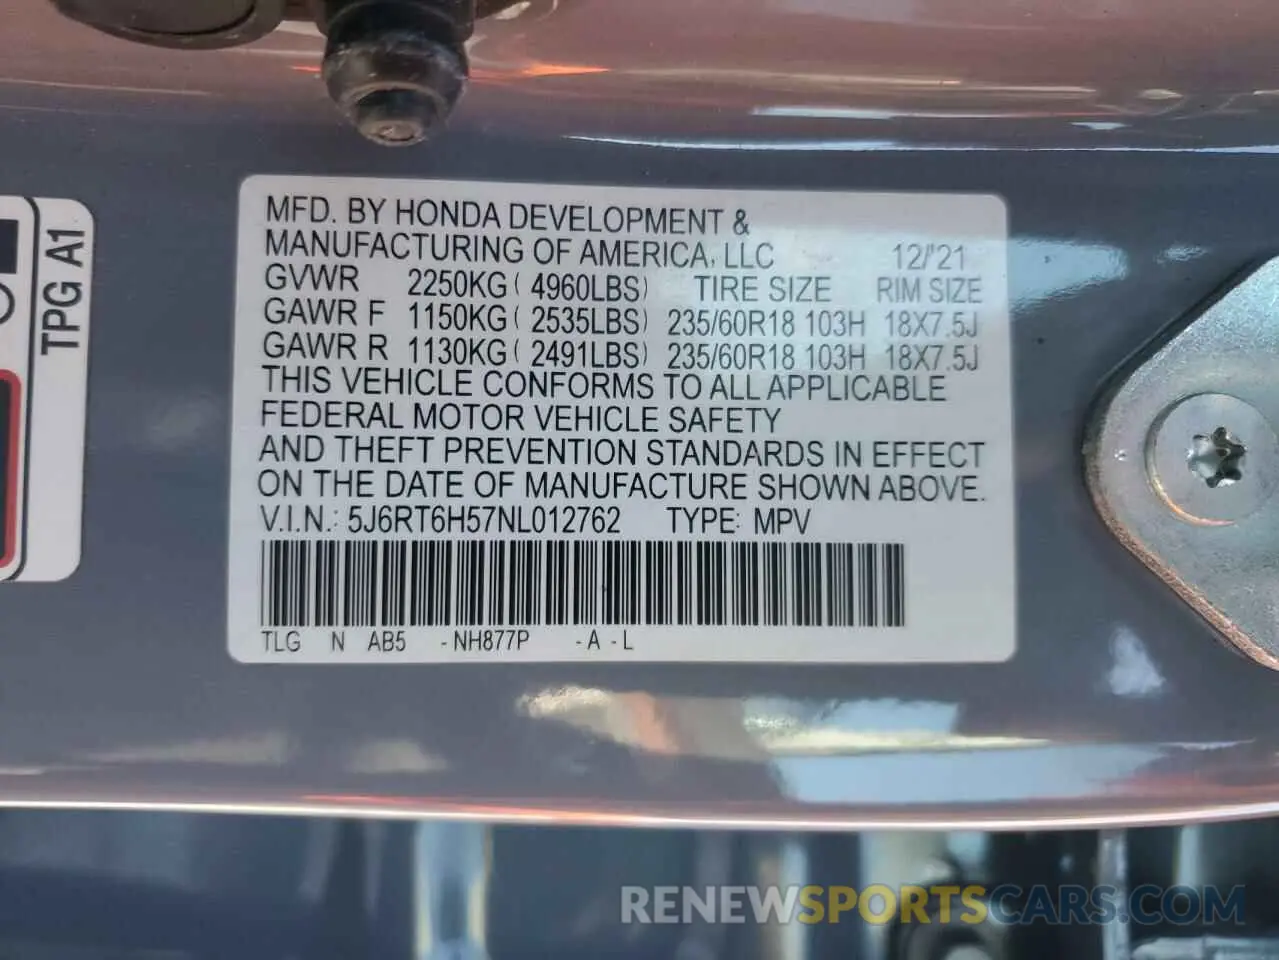 MFD. BY HONDA DEVELOPMENT &
MANUFACTURING OF AMERICA, LLC 12/'21
GVWR 2250KG ( 4960LBS) TIRE SIZE RIM SIZE
GAWR F 1150KG ( 2535LBS) 235/60R18 103H 18X7.5J
GAWR R 1130KG ( 2491LBS) 235/60R18 103H 18X7.5J
THIS VEHICLE CONFORMS TO ALL APPLICABLE
FEDERAL MOTOR VEHICLE SAFETY
AND THEFT PREVENTION STANDARDS IN EFFECT
ON THE DATE OF MANUFACTURE SHOWN ABOVE.
V.I.N.: 5J6RT6H57NL012762 TYPE: MPV
TLG N AB5 -NH877P -A -L
TPG A1
RENEWSPORTSCARS.COM